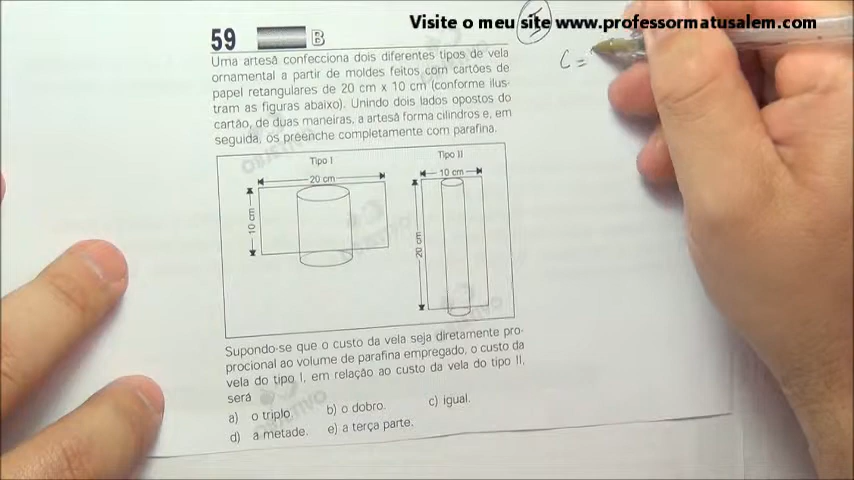 Visite o meu site www.professormatusalem.com
I
C =
59 B
Uma artesã confecciona dois diferentes tipos de vela
ornamental a partir de moldes feitos com cartões de
papel retangulares de 20 cm x 10 cm (conforme ilus-
tram as figuras abaixo). Unindo dois lados opostos do
cartão, de duas maneiras, a artesã forma cilindros e, em
seguida, os preenche completamente com parafina.
Tipo I
20 cm
10 cm
Tipo II
10 cm
20 cm
Supondo-se que o custo da vela seja diretamente pro-
porcional ao volume de parafina empregado, o custo da
vela do tipo I, em relação ao custo da vela do tipo II,
será
a) o triplo. b) o dobro. c) igual.
d) a metade. e) a terça parte.